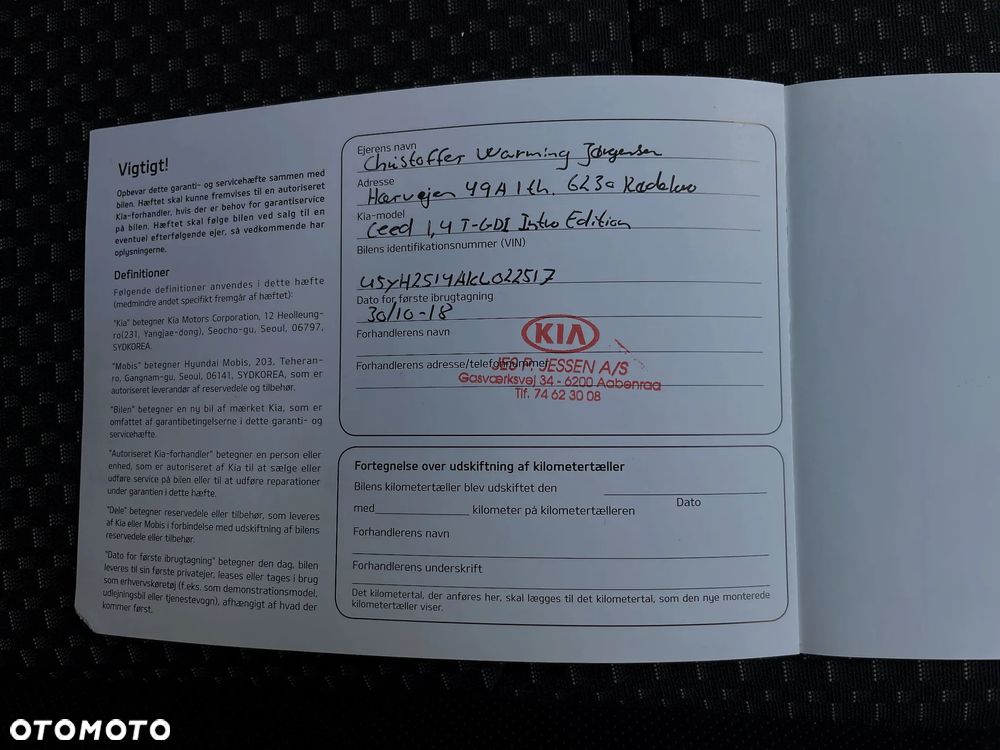 Vigtigt!
Opbevar dette garanti- og servicehæfte sammen med
bilen. Hæftet skal kunne fremvises til en autoriseret
Kia-forhandler, hvis der er behov for garantiservice
på bilen. Hæftet skal følge bilen ved salg til en
eventuel efterfølgende ejer, så vedkommende har
oplysningerne.
Definitioner
Følgende definitioner anvendes i dette hæfte
(medmindre andet specifikt fremgår af hæftet):
"Kia" betegner Kia Motors Corporation, 12 Heolleung-
ro(231, Yangjae-dong), Seocho-gu, Seoul, 06797,
SYDKOREA.
"Mobis" betegner Hyundai Mobis, 203, Teheran-
ro, Gangnam-gu, Seoul, 06141, SYDKOREA, som er
autoriseret leverandør af reservedele og tilbehør.
"Bilen" betegner en ny bil af mærket Kia, som er
omfattet af garantibetingelserne i dette garanti- og
servicehæfte.
"Autoriseret Kia-forhandler" betegner en person eller
enhed, som er autoriseret af Kia til at sælge eller
udføre service på bilen eller til at udføre reparationer
under garantien i dette hæfte.
"Dele" betegner reservedele eller tilbehør, som leveres
af Kia eller Mobis i forbindelse med udskiftning af bilens
reservedele eller tilbehør.
"Dato for første ibrugtagning" betegner den dag, bilen
leveres til sin første privatejer, leases eller tages i brug
som erhvervskøretøj (f.eks. som demonstrationsmodel,
udlejningsbil eller tjenestevogn), afhængigt af hvad der
kommer først.
Ejerens navn
Christoffer Warming Jørgensen
Adresse
Hærvejen 49A 1 th. 6230 Rødekro
Kia-model
Ceed 1,4 T-GDI Intro Edition
Bilens identifikationsnummer (VIN)
U5YH2514AKL022517
Dato for første ibrugtagning
30/10-18
Forhandlerens navn
KIA
Forhandlerens adresse/telefonnummer
JES P. JESSEN A/S
Gasværksvej 34 - 6200 Aabenraa
Tlf. 74 62 30 08
Fortegnelse over udskiftning af kilometertæller
Bilens kilometertæller blev udskiftet den
Dato
med kilometer på kilometertælleren
Forhandlerens navn
Forhandlerens underskrift
Det kilometertal, der anføres her, skal lægges til det kilometertal, som den nye monterede
kilometertæller viser.
OTOMOTO